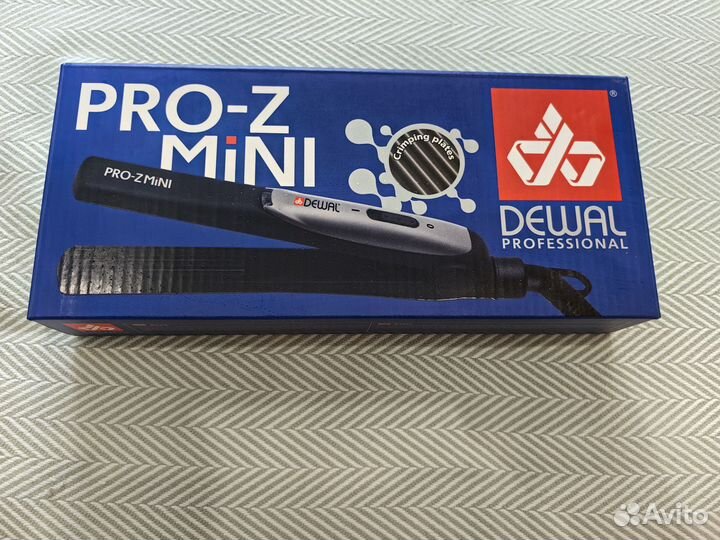 PRO-Z
MiNI
Crimping plates
PRO-Z MiNI
DEWAL®
®
DEWAL
PROFESSIONAL
Avito